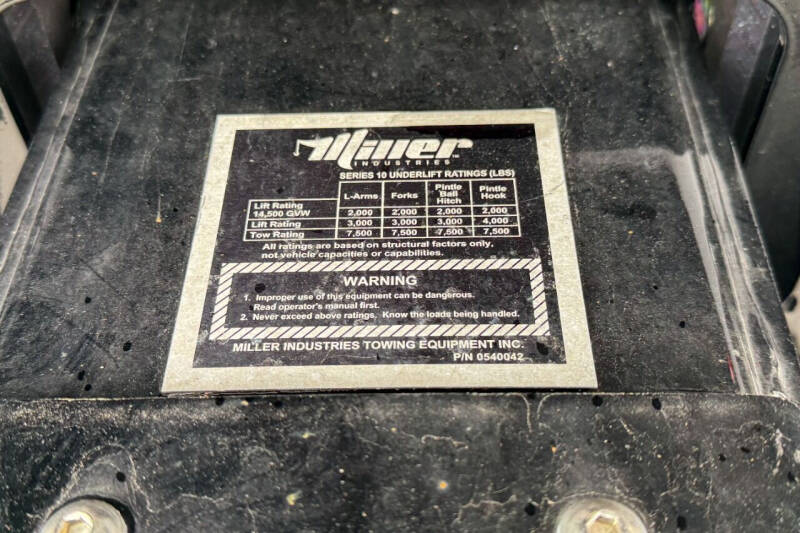 Miller
INDUSTRIES™
SERIES 10 UNDERLIFT RATINGS (LBS)
L-Arms Forks Pintle Ball Hitch Pintle Hook
Lift Rating 14,500 GVW 2,000 2,000 2,000 2,000
Lift Rating 3,000 3,000 3,000 4,000
Tow Rating 7,500 7,500 7,500 7,500
All ratings are based on structural factors only,
not vehicle capacities or capabilities.
WARNING
1. Improper use of this equipment can be dangerous.
Read operator's manual first.
2. Never exceed above ratings. Know the loads being handled.
MILLER INDUSTRIES TOWING EQUIPMENT INC.
P/N 0540042